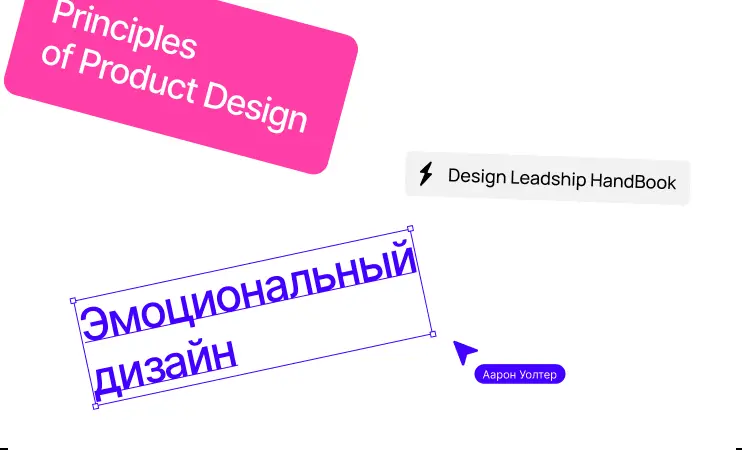 Principles
of Product Design
Design Leadship HandBook
Эмоциональный
дизайн
Аарон Уолтер